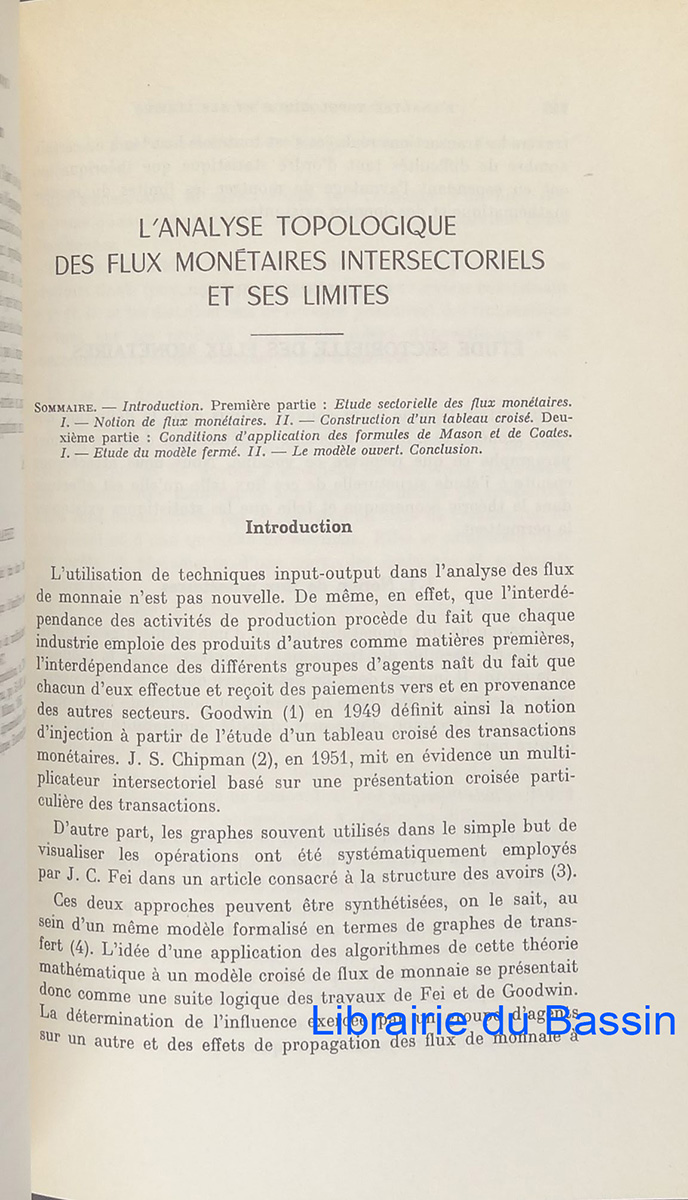 L'ANALYSE TOPOLOGIQUE
DES FLUX MONÉTAIRES INTERSECTORIELS
ET SES LIMITES
SOMMAIRE. — Introduction. Première partie : Etude sectorielle des flux monétaires.
I. — Notion de flux monétaires. II. — Construction d'un tableau croisé. Deu-
xième partie : Conditions d'application des formules de Mason et de Coates.
I. — Etude du modèle fermé. II. — Le modèle ouvert. Conclusion.
Introduction
L'utilisation de techniques input-output dans l'analyse des flux
de monnaie n'est pas nouvelle. De même, en effet, que l'interdé-
pendance des activités de production procède du fait que chaque
industrie emploie des produits d'autres comme matières premières,
l'interdépendance des différents groupes d'agents naît du fait que
chacun d'eux effectue et reçoit des paiements vers et en provenance
des autres secteurs. Goodwin (1) en 1949 définit ainsi la notion
d'injection à partir de l'étude d'un tableau croisé des transactions
monétaires. J. S. Chipman (2), en 1951, mit en évidence un multi-
plicateur intersectoriel basé sur une présentation croisée parti-
culière des transactions.
D'autre part, les graphes souvent utilisés dans le simple but de
visualiser les opérations ont été systématiquement employés
par J. C. Fei dans un article consacré à la structure des avoirs (3).
Ces deux approches peuvent être synthétisées, on le sait, au
sein d'un même modèle formalisé en termes de graphes de trans-
fert (4). L'idée d'une application des algorithmes de cette théorie
mathématique à un modèle croisé de flux de monnaie se présentait
donc comme une suite logique des travaux de Fei et de Goodwin.
La détermination de l'influence exercée par un groupe d'agents
sur un autre et des effets de propagation des flux de monnaie à
Librairie du Bassin